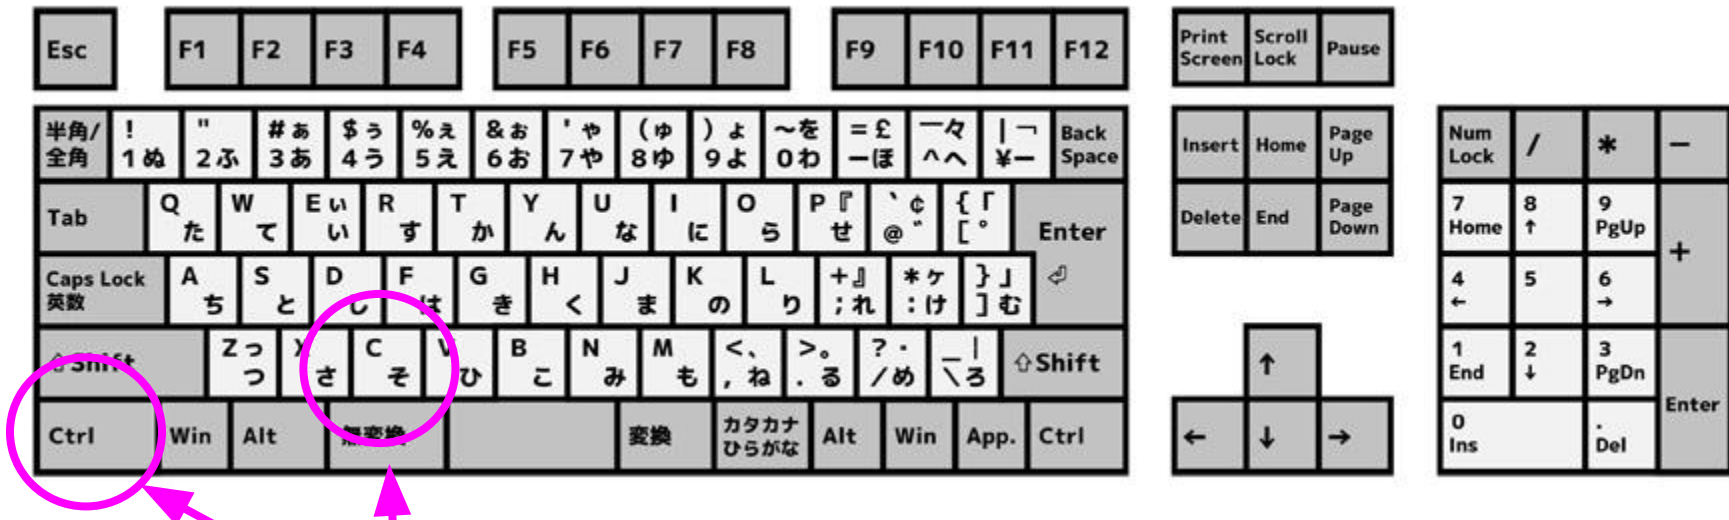 Esc F1 F2 F3 F4 F5 F6 F7 F8 F9 F10 F11 F12 Print Screen Scroll Lock Pause
半角/ ! " #ぁ $ぅ %ぇ &ぉ 'ゃ (ゅ )ょ ～を =£ ￣々 |￢ Back
全角 1ぬ 2ふ 3あ 4う 5え 6お 7や 8ゆ 9よ 0わ ーほ ^へ ¥ー Space
Insert Home Page Up Num Lock / * −
Tab Q W Eぃ R T Y U I O P『 `¢ {「 Enter
た て い す か ん な に ら せ @゛ [゜
Delete End Page Down 7 Home 8 ↑ 9 PgUp +
Caps Lock A S D F G H J K L +』 *ヶ }」
英数 ち と し は き く ま の り ;れ :け ]む
4 ← 5 6 →
⇧Shift Zっ C V B N M <、 >。 ?・ _| ⇧Shift
つ さ そ ひ こ み も ,ね .る /め \ろ
↑ 1 End 2 ↓ 3 PgDn Enter
Ctrl Win Alt 無変換 変換 カタカナ ひらがな Alt Win App. Ctrl
← ↓ → 0 Ins . Del